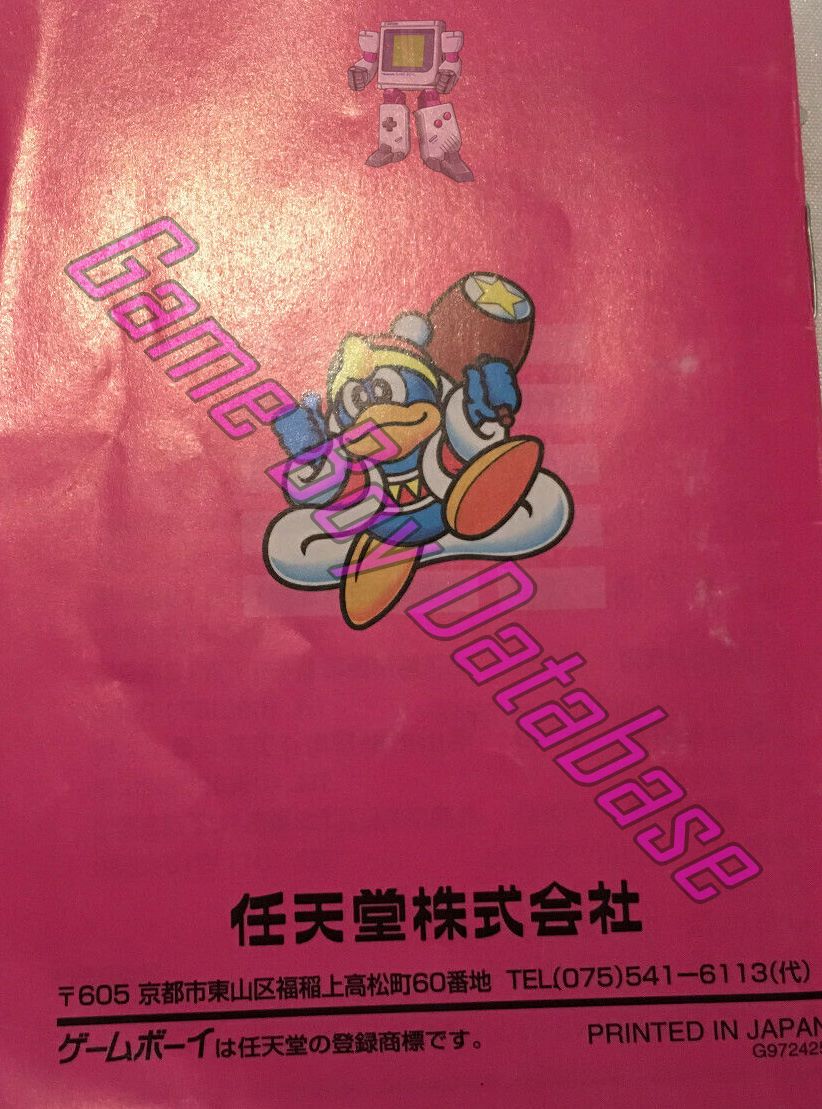 Game Boy Database
任天堂株式会社
〒605 京都市東山区福稲上高松町60番地 TEL(075)541-6113(代)
ゲームボーイは任天堂の登録商標です。
PRINTED IN JAPAN
G972425